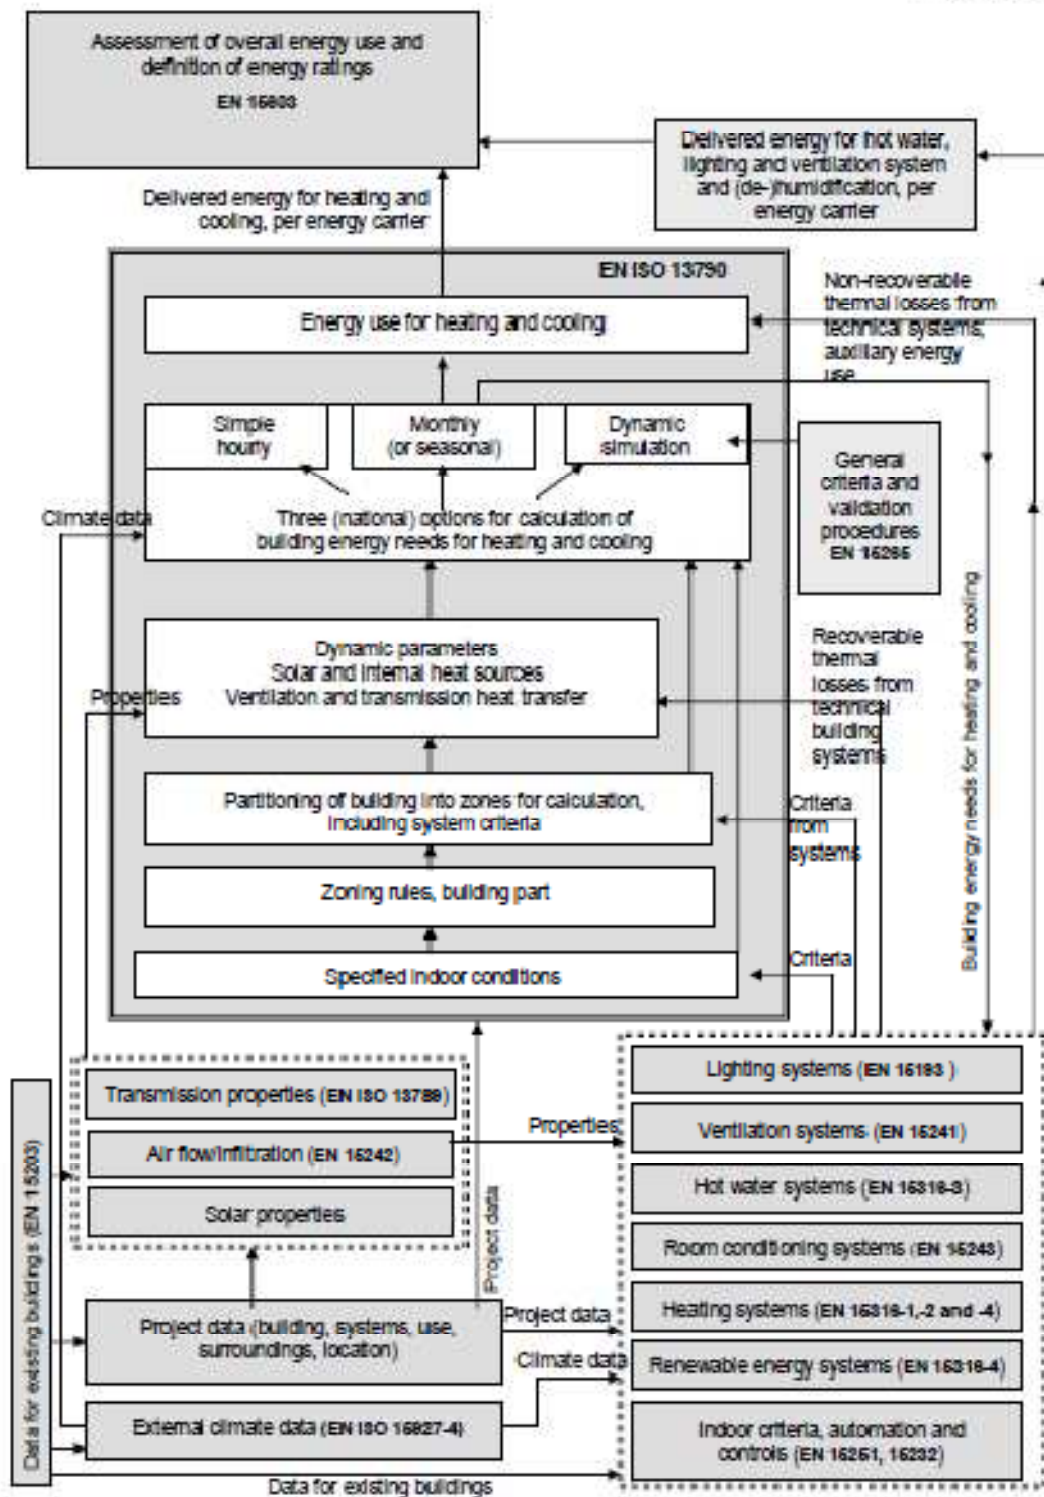 Assessment of overall energy use and
definition of energy ratings
EN 15603
Delivered energy for hot water,
lighting and ventilation system
and (de-)humidification, per
energy carrier
Delivered energy for heating and
cooling, per energy carrier
EN ISO 13790
Energy use for heating and cooling
Non-recoverable
thermal losses from
technical systems,
auxiliary energy
use
Simple
hourly
Monthly
(or seasonal)
Dynamic
simulation
General
criteria and
validation
procedures
EN 15265
Climate data
Three (national) options for calculation of
building energy needs for heating and cooling
Building energy needs for heating and cooling
Dynamic parameters
Solar and internal heat sources
Ventilation and transmission heat transfer
Properties
Recoverable
thermal
losses from
technical
building
systems
Partitioning of building into zones for calculation,
including system criteria
Criteria
from
systems
Zoning rules, building part
Specified indoor conditions
Criteria
Transmission properties (EN ISO 13789)
Air flow/infiltration (EN 15242)
Solar properties
Properties
Project data
Data for existing buildings (EN 15203)
Project data (building, systems, use,
surroundings, location)
Project data
Climate data
External climate data (EN ISO 15927-4)
Data for existing buildings
Lighting systems (EN 15193 )
Ventilation systems (EN 15241)
Hot water systems (EN 15316-3)
Room conditioning systems (EN 15243)
Heating systems (EN 15316-1,-2 and -4)
Renewable energy systems (EN 15316-4)
Indoor criteria, automation and
controls (EN 15251, 15232)